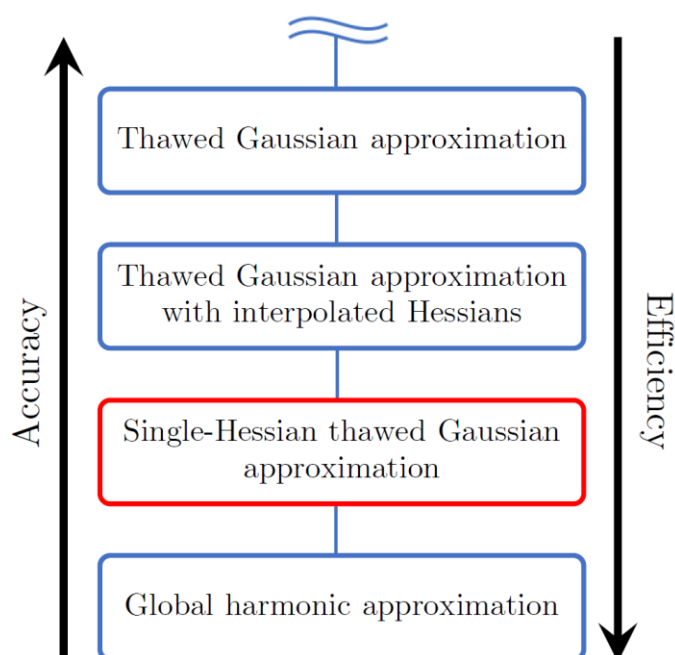 Thawed Gaussian approximation
Thawed Gaussian approximation
with interpolated Hessians
Single-Hessian thawed Gaussian
approximation
Global harmonic approximation
Accuracy
Efficiency